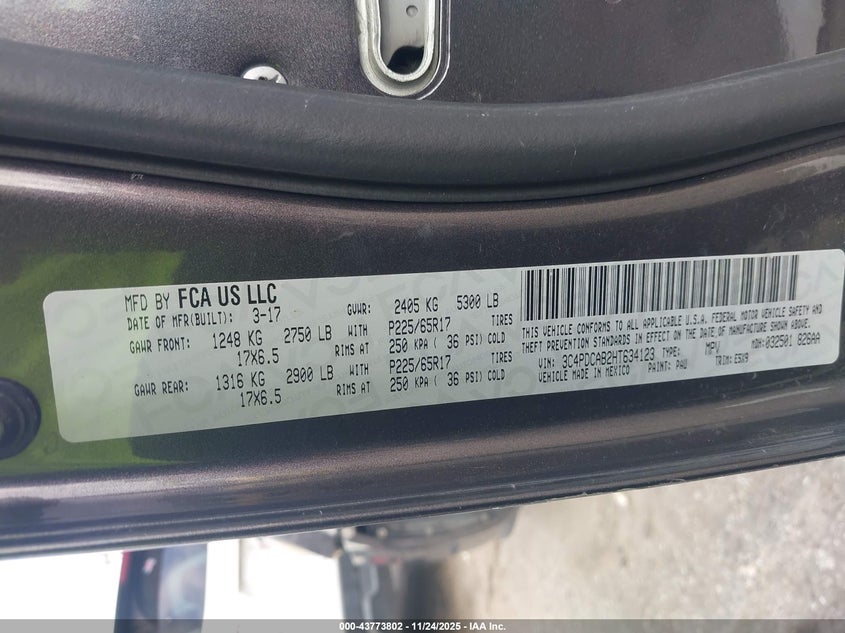 MFD BY FCA US LLC
DATE OF MFR(BUILT): 3-17 GVWR: 2405 KG 5300 LB
GAWR FRONT: 1248 KG 2750 LB WITH P225/65R17 TIRES
17X6.5 RIMS AT 250 KPA ( 36 PSI) COLD
GAWR REAR: 1316 KG 2900 LB WITH P225/65R17 TIRES
17X6.5 RIMS AT 250 KPA ( 36 PSI) COLD
THIS VEHICLE CONFORMS TO ALL APPLICABLE U.S.A. FEDERAL MOTOR VEHICLE SAFETY AND
THEFT PREVENTION STANDARDS IN EFFECT ON THE DATE OF MANUFACTURE SHOWN ABOVE.
VIN: 3C4PDCAB2HT634123 TYPE: MPV MDH: 032501 826AA
VEHICLE MADE IN MEXICO PAINT: PAU TRIM: E5X9
000-43773802 - 11/24/2025 - IAA Inc.